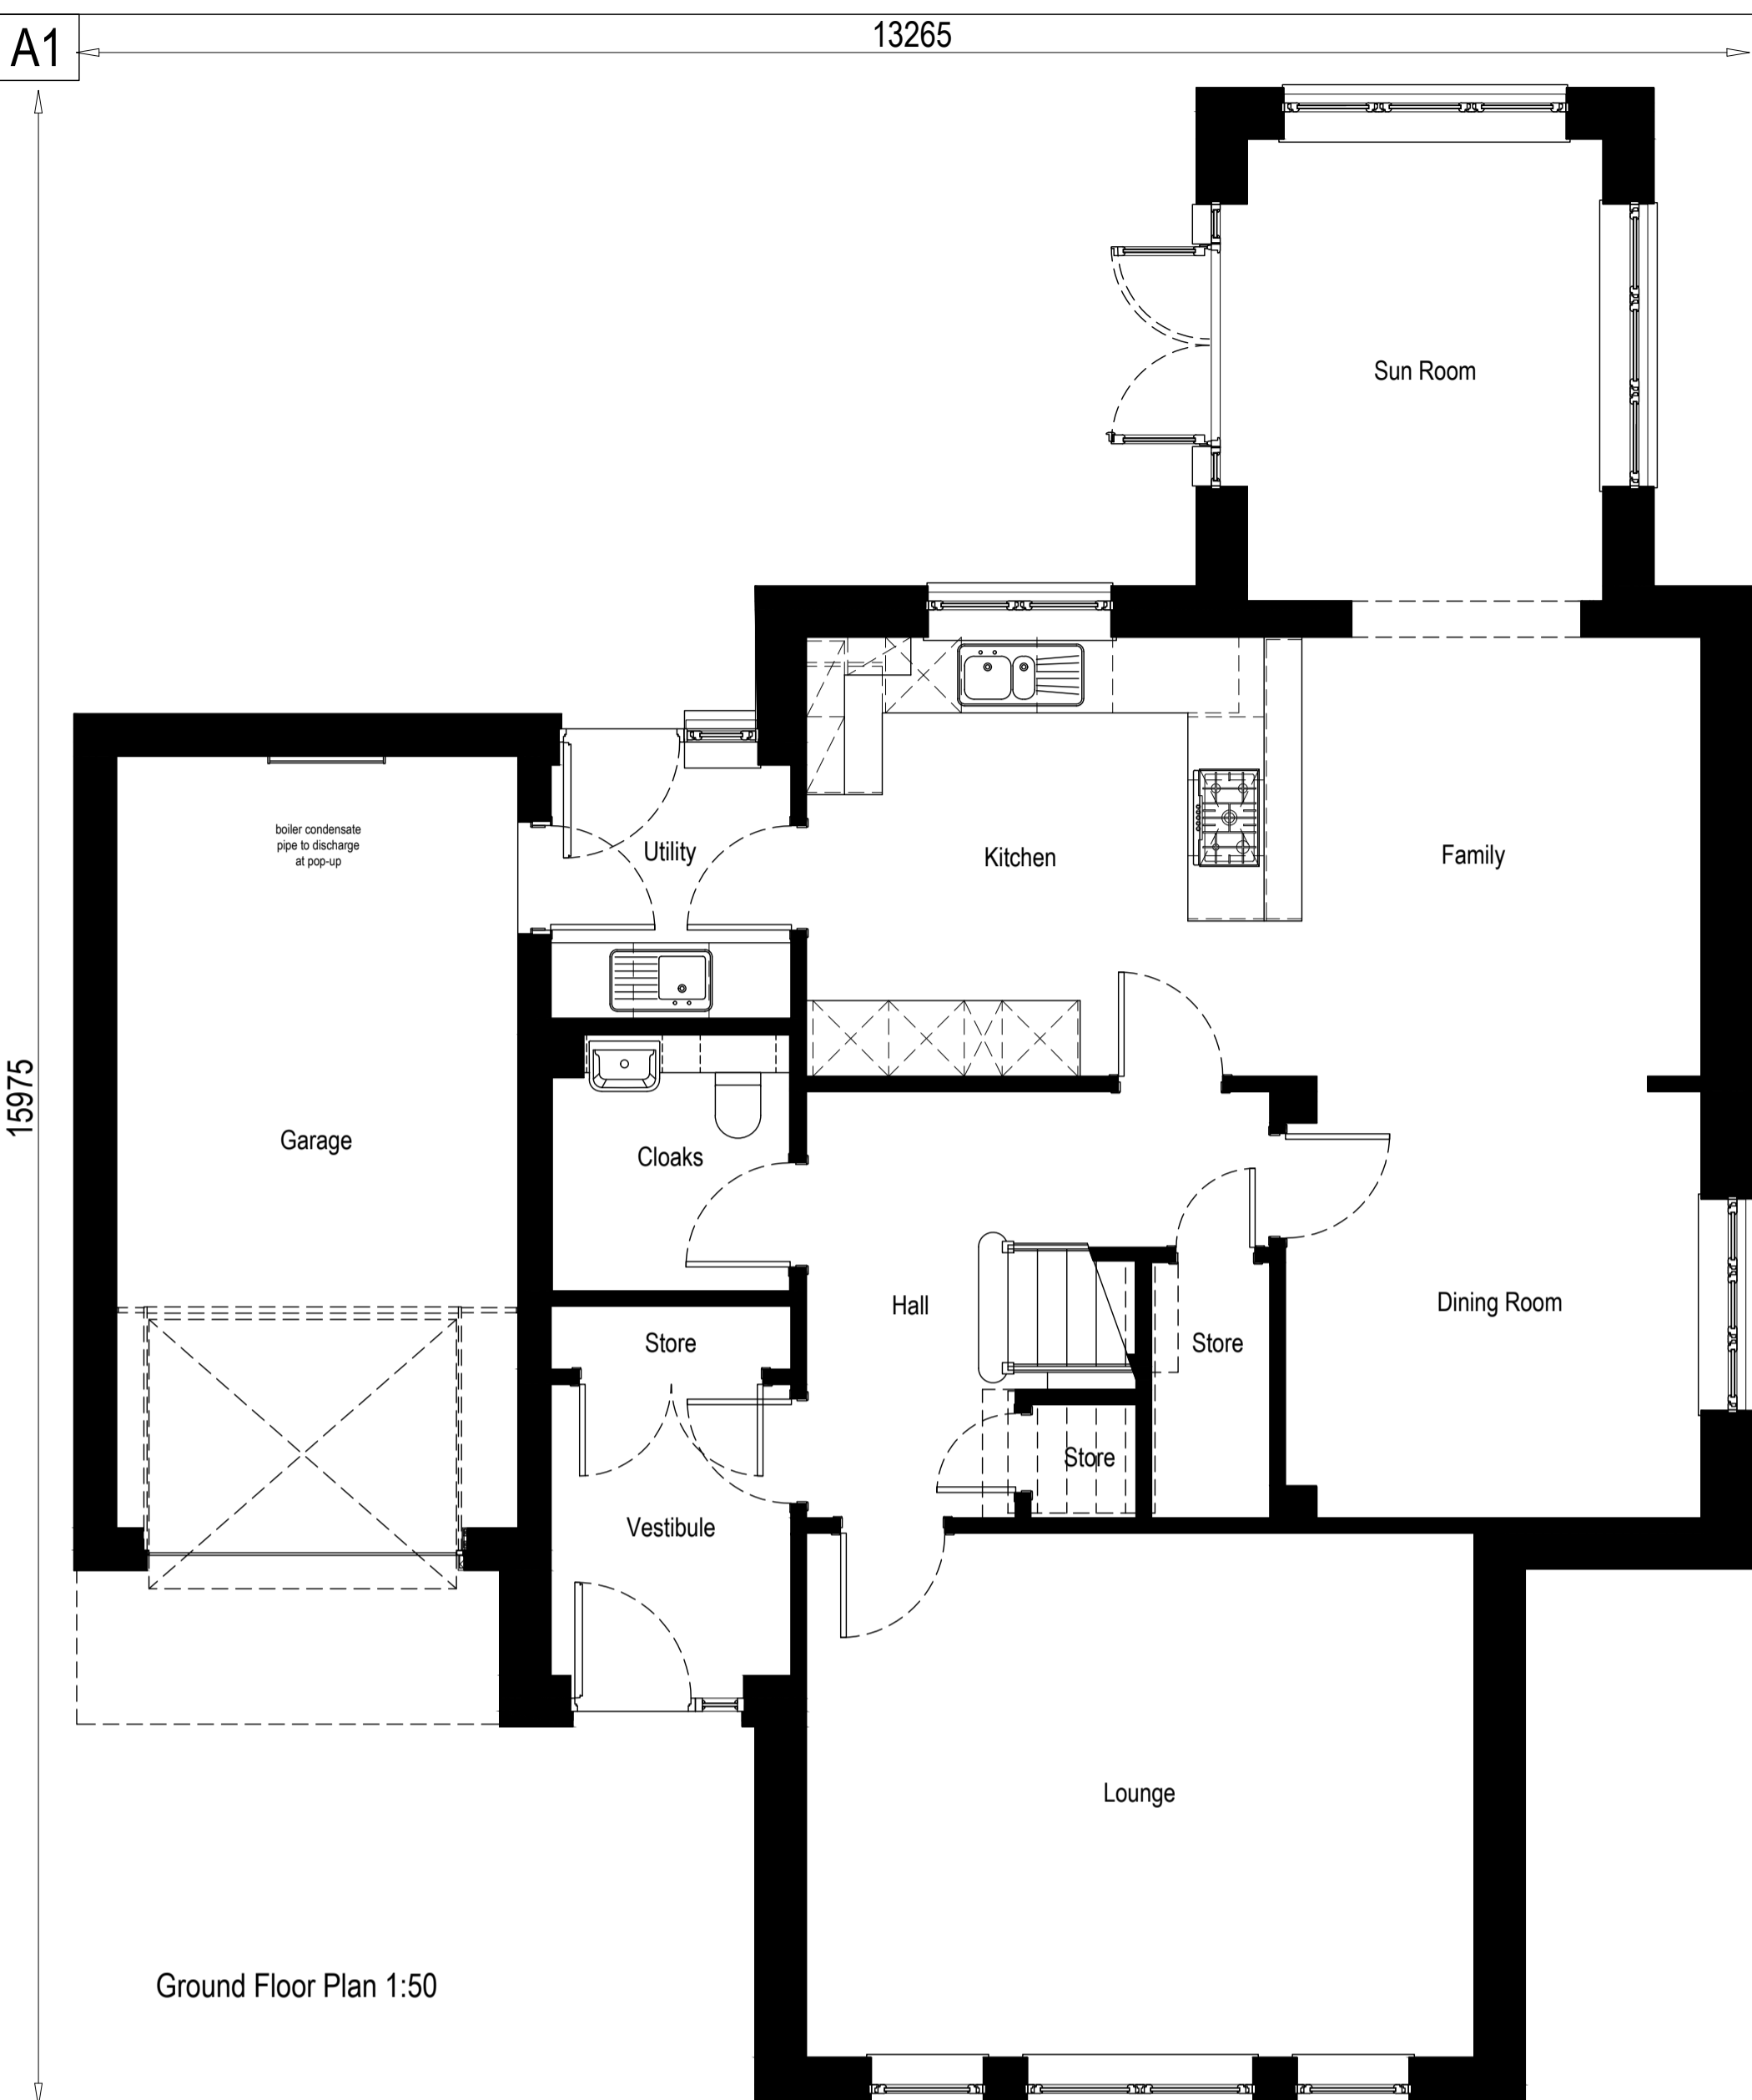 A1
13265
Sun Room
boiler condensate
pipe to discharge
at pop-up
Utility
Kitchen
Family
15975
Garage
Cloaks
Hall
Dining Room
Store
Store
Store
Vestibule
Lounge
Ground Floor Plan 1:50